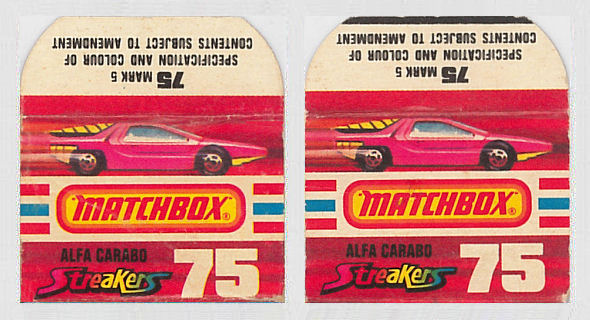 75 MARK 5
SPECIFICATION AND COLOUR OF
CONTENTS SUBJECT TO AMENDMENT
MATCHBOX®
ALFA CARABO
Streakers 75
75 MARK 5
SPECIFICATION AND COLOUR OF
CONTENTS SUBJECT TO AMENDMENT
MATCHBOX®
ALFA CARABO
Streakers 75